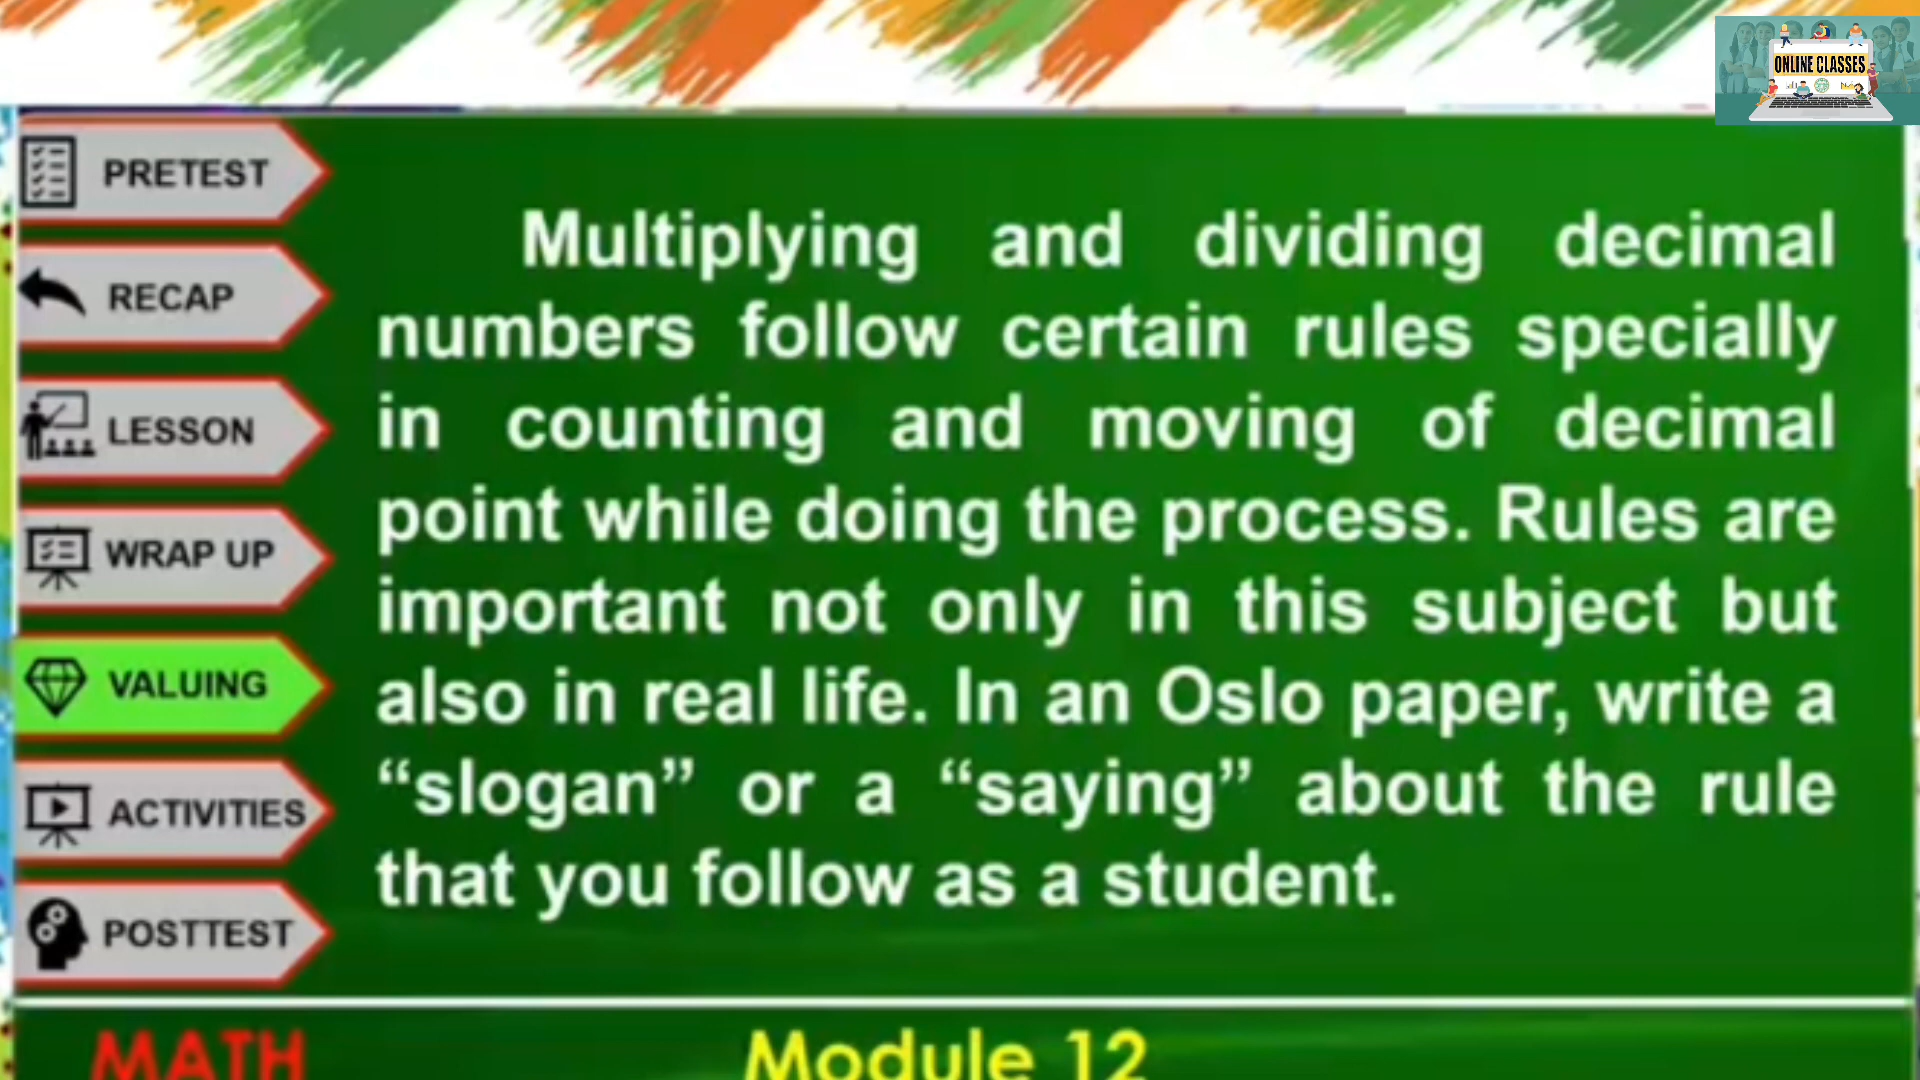 ONLINE CLASSES
PRETEST
RECAP
LESSON
WRAP UP
VALUING
ACTIVITIES
POSTTEST
Multiplying and dividing decimal
numbers follow certain rules specially
in counting and moving of decimal
point while doing the process. Rules are
important not only in this subject but
also in real life. In an Oslo paper, write a
“slogan” or a “saying” about the rule
that you follow as a student.
MATH
Module 12